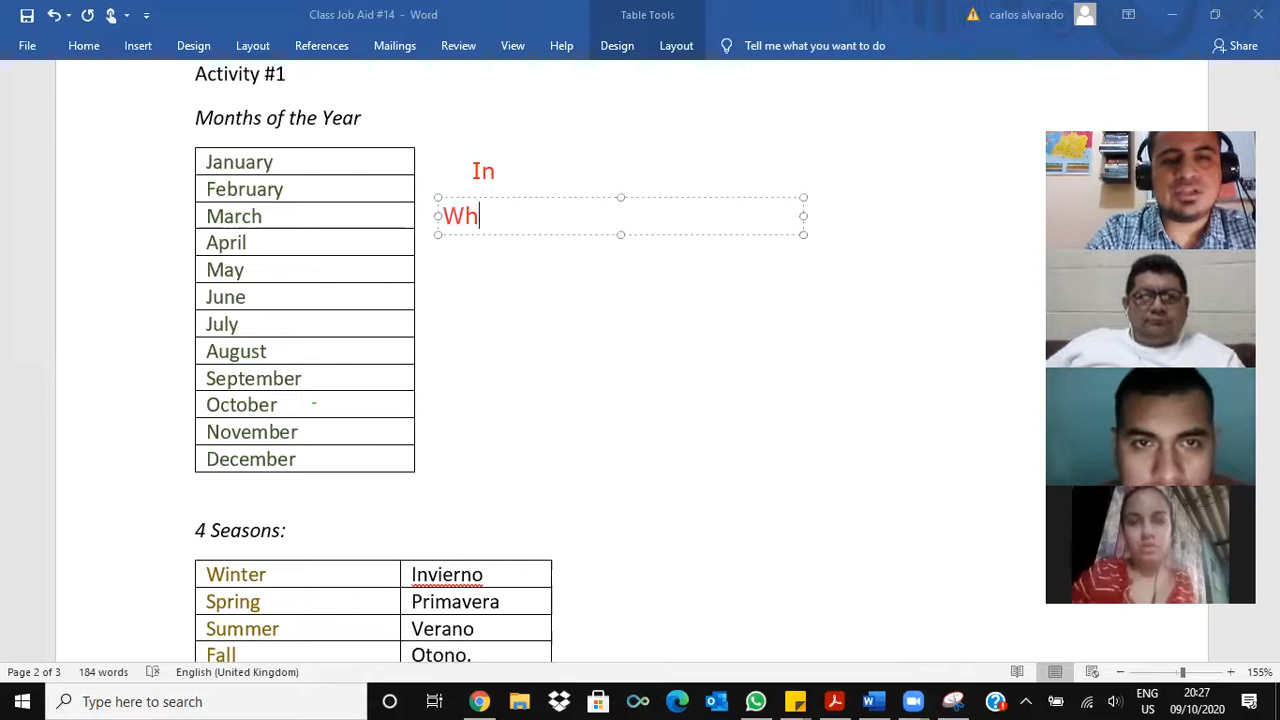 Class Job Aid #14 - Word
Table Tools
carlos alvarado
File Home Insert Design Layout References Mailings Review View Help Design Layout Tell me what you want to do Share
Activity #1
Months of the Year
January
February
March
April
May
June
July
August
September
October -
November
December
In
Wh
4 Seasons:
Winter Invierno
Spring Primavera
Summer Verano
Fall Otono.
Page 2 of 3 184 words English (United Kingdom) 155%
Type here to search
ENG 20:27
US 09/10/2020